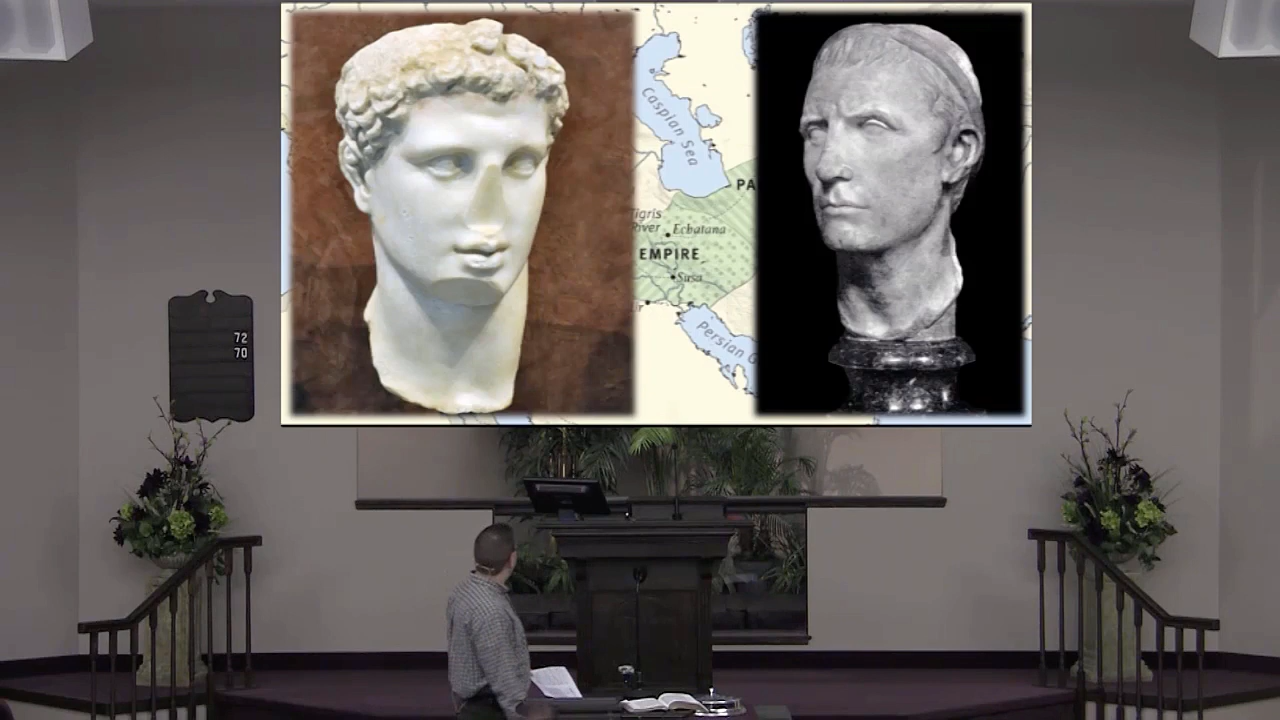 Caspian Sea
PA
Tigris
River
Ecbatana
EMPIRE
Susa
Persian G
72
70